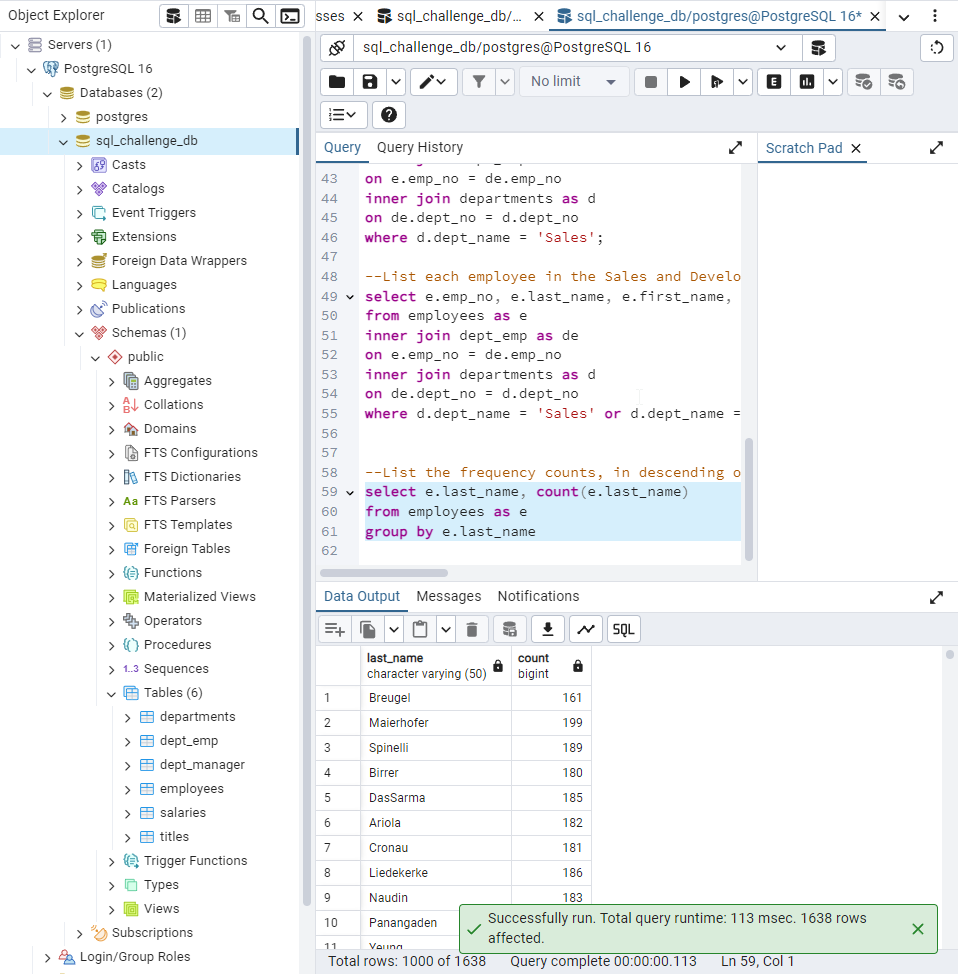 Object Explorer
Servers (1)
PostgreSQL 16
Databases (2)
postgres
sql_challenge_db
Casts
Catalogs
Event Triggers
Extensions
Foreign Data Wrappers
Languages
Publications
Schemas (1)
public
Aggregates
Collations
Domains
FTS Configurations
FTS Dictionaries
Aa FTS Parsers
FTS Templates
Foreign Tables
Functions
Materialized Views
Operators
Procedures
1..3 Sequences
Tables (6)
departments
dept_emp
dept_manager
employees
salaries
titles
Trigger Functions
Types
Views
Subscriptions
Login/Group Roles
sses
sql_challenge_db/...
sql_challenge_db/postgres@PostgreSQL 16*
sql_challenge_db/postgres@PostgreSQL 16
No limit
E
Query Query History
Scratch Pad
43 on e.emp_no = de.emp_no
44 inner join departments as d
45 on de.dept_no = d.dept_no
46 where d.dept_name = 'Sales';
47
48 --List each employee in the Sales and Develo
49 select e.emp_no, e.last_name, e.first_name,
50 from employees as e
51 inner join dept_emp as de
52 on e.emp_no = de.emp_no
53 inner join departments as d
54 on de.dept_no = d.dept_no
55 where d.dept_name = 'Sales' or d.dept_name =
56
57
58 --List the frequency counts, in descending o
59 select e.last_name, count(e.last_name)
60 from employees as e
61 group by e.last_name
62
Data Output Messages Notifications
SQL
last_name count
character varying (50) bigint
1 Breugel 161
2 Maierhofer 199
3 Spinelli 189
4 Birrer 180
5 DasSarma 185
6 Ariola 182
7 Cronau 181
8 Liedekerke 186
9 Naudin 183
10 Panangaden
11 Yeung
Successfully run. Total query runtime: 113 msec. 1638 rows
affected.
Total rows: 1000 of 1638 Query complete 00:00:00.113 Ln 59, Col 1